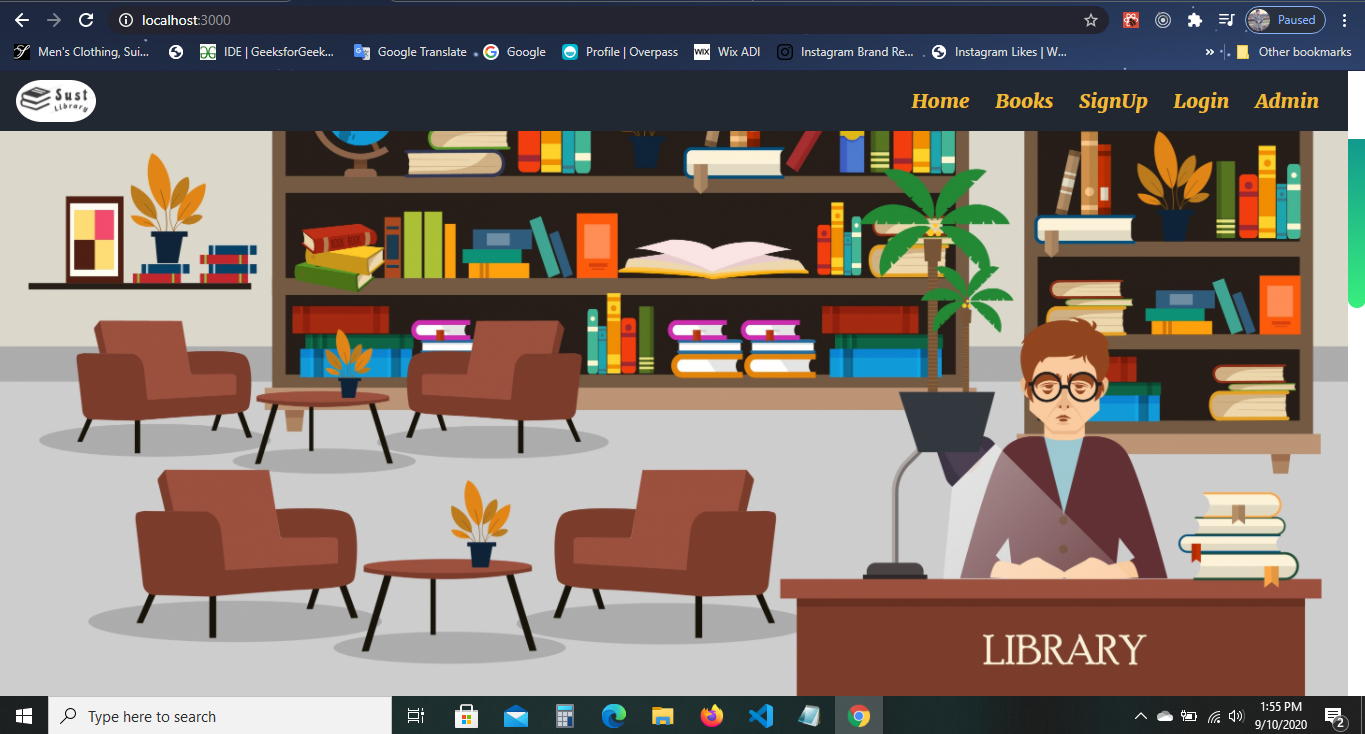 localhost:3000
Paused
Men's Clothing, Sui...
IDE | GeeksforGeek...
Google Translate
Google
Profile | Overpass
WIX
Wix ADI
Instagram Brand Re...
Instagram Likes | W...
»
Other bookmarks
Sust
Library
Home
Books
SignUp
Login
Admin
LIBRARY
Type here to search
1:55 PM
9/10/2020
2